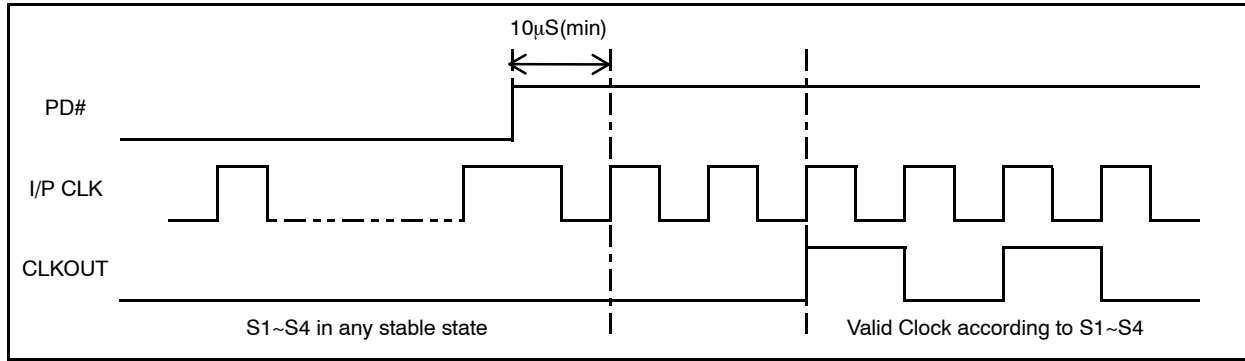 10µS(min)
PD#
I/P CLK
CLKOUT
S1~S4 in any stable state
Valid Clock according to S1~S4